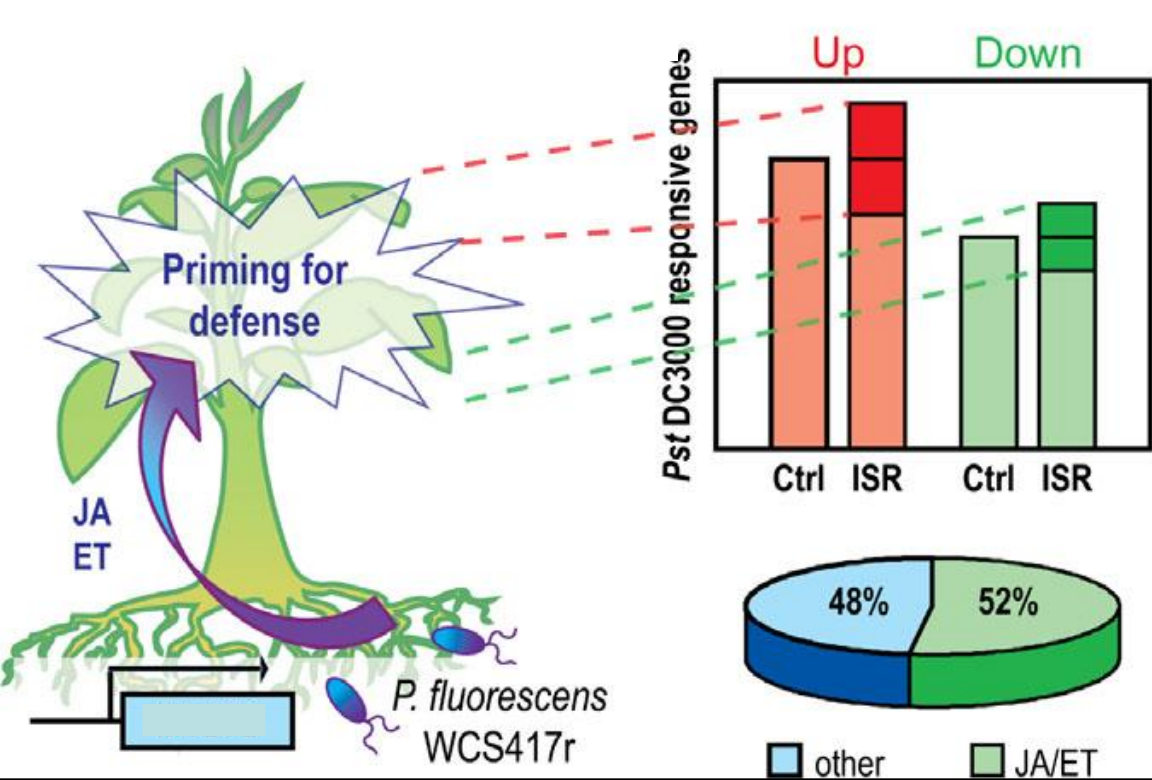 Up
Down
Pst DC3000 responsive genes
Priming for
defense
Ctrl ISR Ctrl ISR
JA
ET
48%
52%
P. fluorescens
WCS417r
other
JA/ET